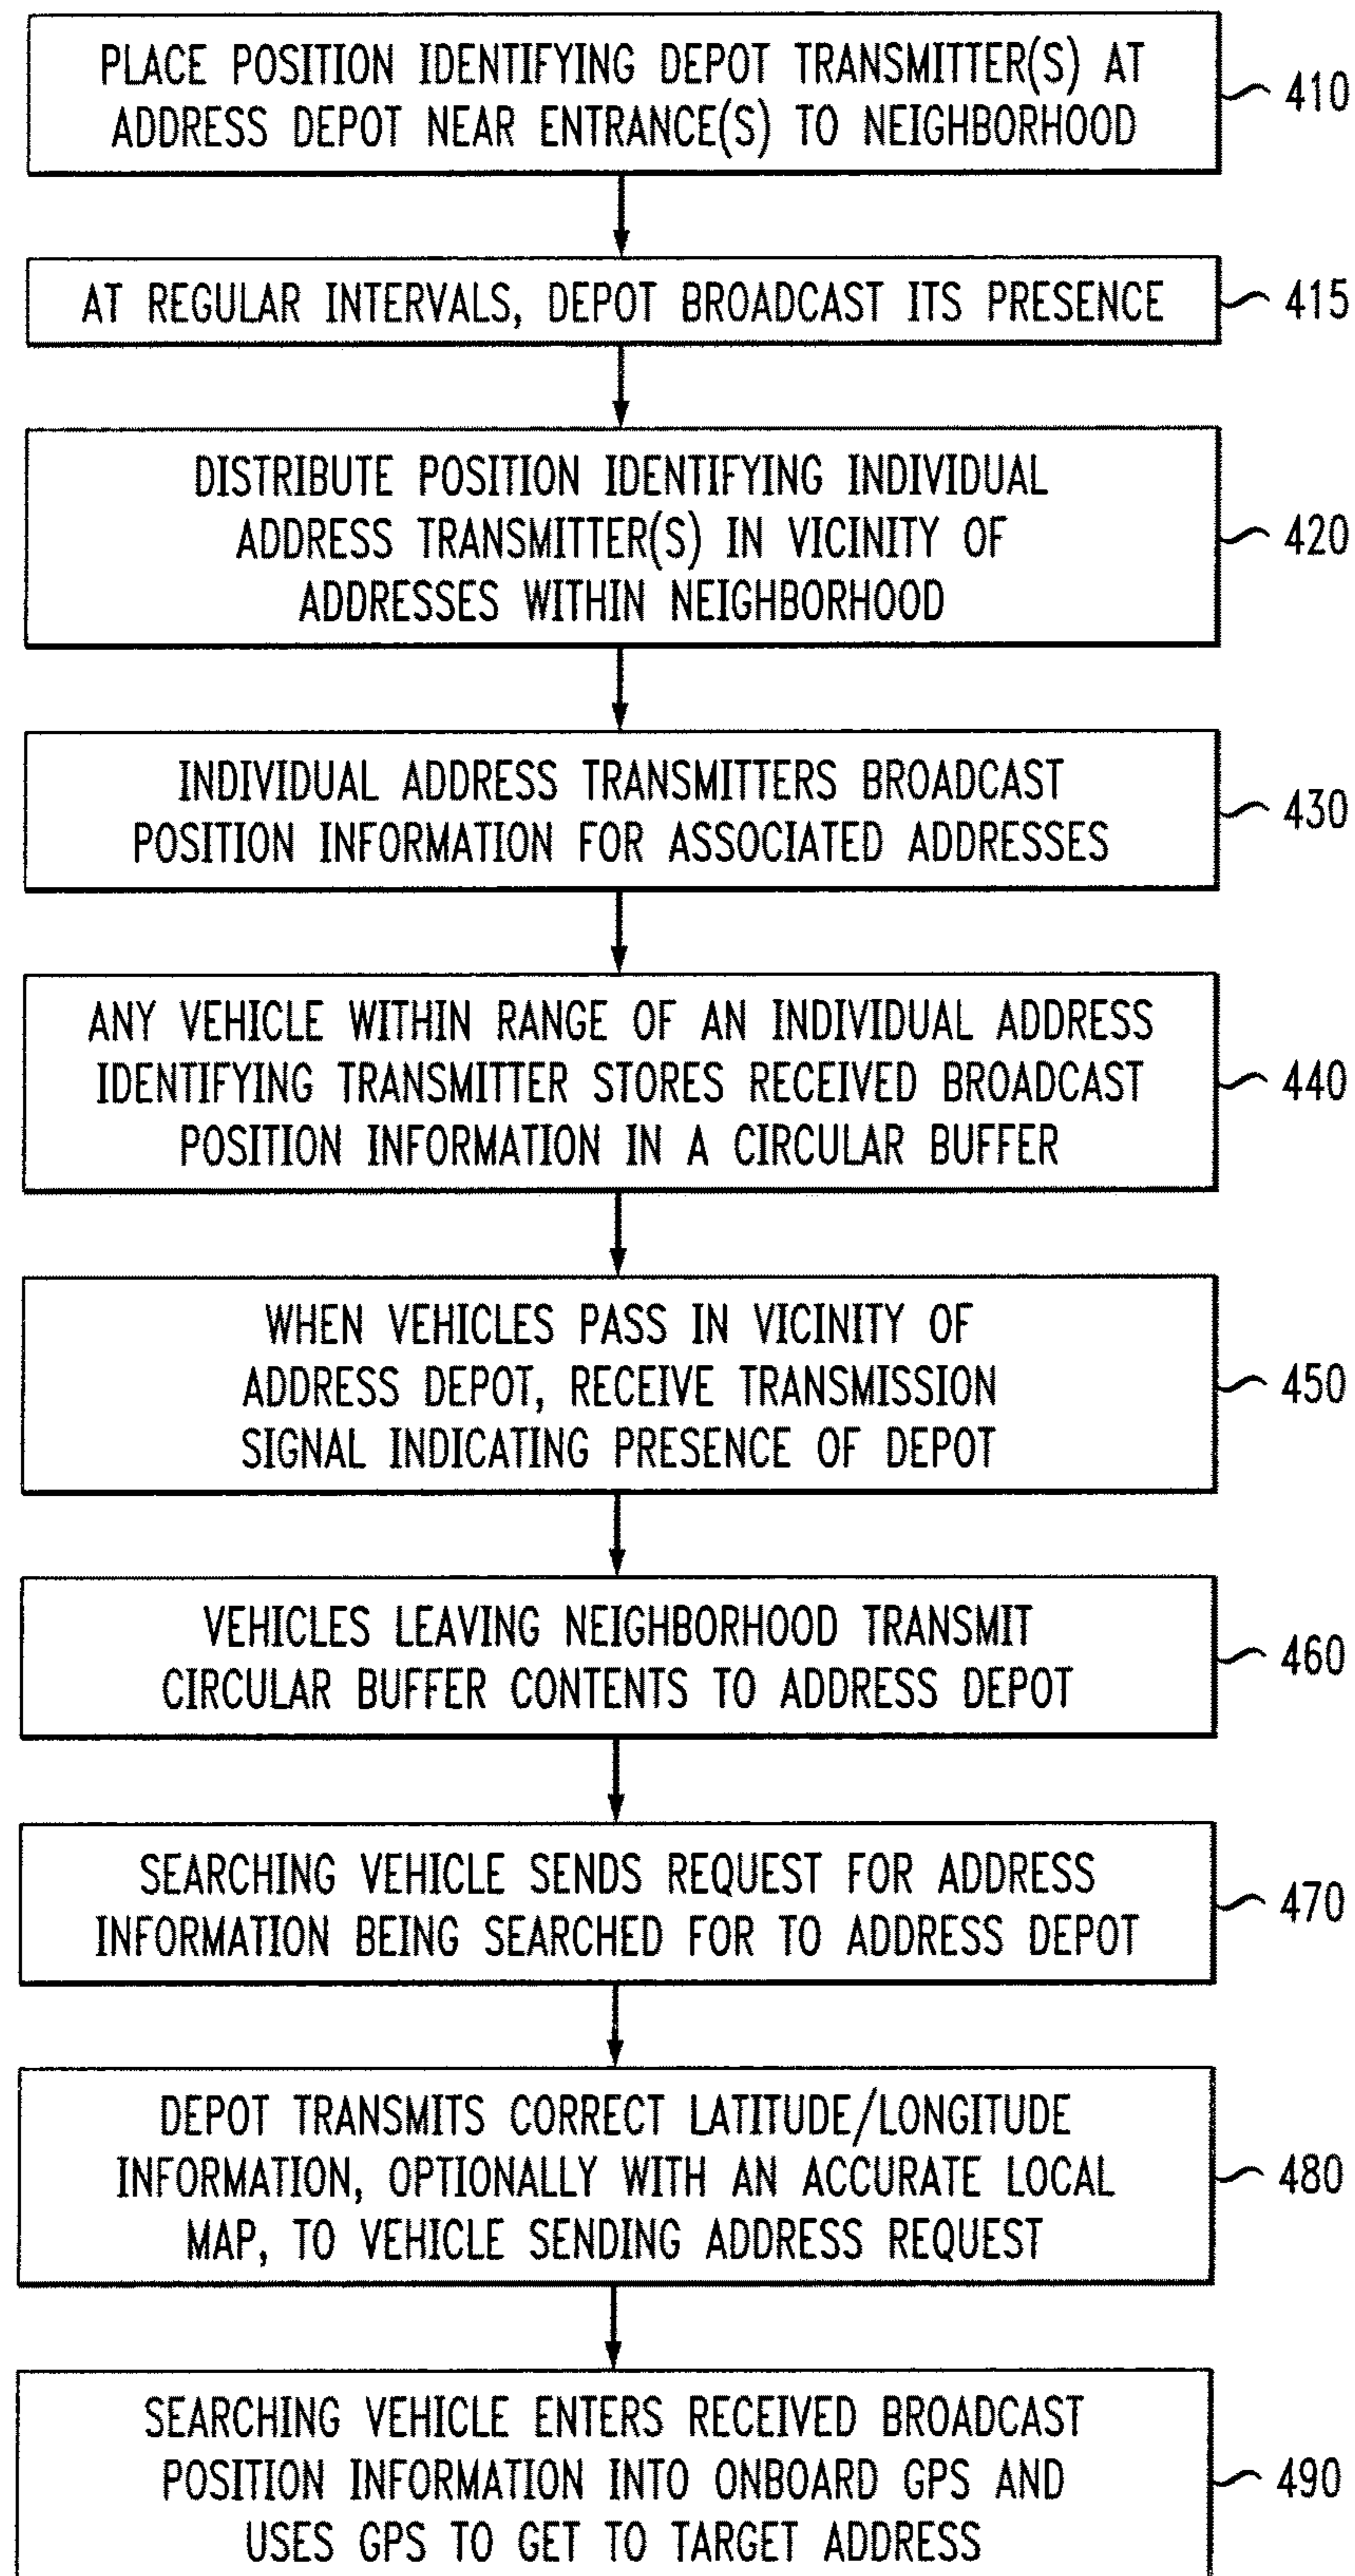 PLACE POSITION IDENTIFYING DEPOT TRANSMITTER(S) AT
ADDRESS DEPOT NEAR ENTRANCE(S) TO NEIGHBORHOOD
410
AT REGULAR INTERVALS, DEPOT BROADCAST ITS PRESENCE
415
DISTRIBUTE POSITION IDENTIFYING INDIVIDUAL
ADDRESS TRANSMITTER(S) IN VICINITY OF
ADDRESSES WITHIN NEIGHBORHOOD
420
INDIVIDUAL ADDRESS TRANSMITTERS BROADCAST
POSITION INFORMATION FOR ASSOCIATED ADDRESSES
430
ANY VEHICLE WITHIN RANGE OF AN INDIVIDUAL ADDRESS
IDENTIFYING TRANSMITTER STORES RECEIVED BROADCAST
POSITION INFORMATION IN A CIRCULAR BUFFER
440
WHEN VEHICLES PASS IN VICINITY OF
ADDRESS DEPOT, RECEIVE TRANSMISSION
SIGNAL INDICATING PRESENCE OF DEPOT
450
VEHICLES LEAVING NEIGHBORHOOD TRANSMIT
CIRCULAR BUFFER CONTENTS TO ADDRESS DEPOT
460
SEARCHING VEHICLE SENDS REQUEST FOR ADDRESS
INFORMATION BEING SEARCHED FOR TO ADDRESS DEPOT
470
DEPOT TRANSMITS CORRECT LATITUDE/LONGITUDE
INFORMATION, OPTIONALLY WITH AN ACCURATE LOCAL
MAP, TO VEHICLE SENDING ADDRESS REQUEST
480
SEARCHING VEHICLE ENTERS RECEIVED BROADCAST
POSITION INFORMATION INTO ONBOARD GPS AND
USES GPS TO GET TO TARGET ADDRESS
490